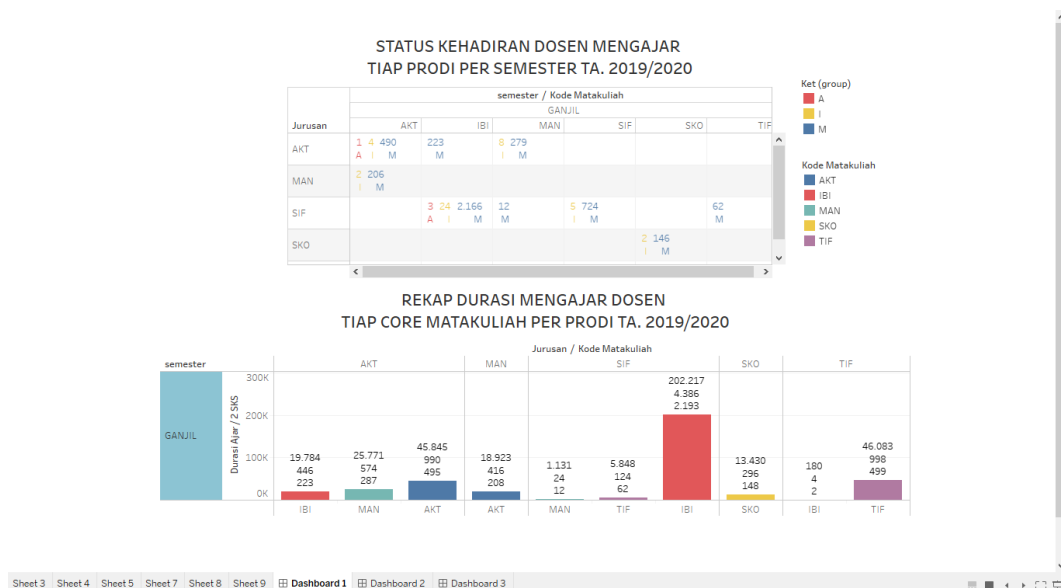 STATUS KEHADIRAN DOSEN MENGAJAR
TIAP PRODI PER SEMESTER TA. 2019/2020
semester / Kode Matakuliah
GANJIL
Jurusan AKT IBI MAN SIF SKO TIF
AKT 1 4 490 223 8 279
A I M M I M
MAN 2 206
I M
SIF 3 24 2.166 12 5 724 62
A I M M I M M
SKO 2 146
I M
Ket (group)
A
I
M
Kode Matakuliah
AKT
IBI
MAN
SKO
TIF
REKAP DURASI MENGAJAR DOSEN
TIAP CORE MATAKULIAH PER PRODI TA. 2019/2020
Jurusan / Kode Matakuliah
semester AKT MAN SIF SKO TIF
GANJIL
Durasi Ajar / 2 SKS
300K
200K
100K
0K
19.784
446
223
25.771
574
287
45.845
990
495
18.923
416
208
1.131
24
12
5.848
124
62
202.217
4.386
2.193
13.430
296
148
180
4
2
46.083
998
499
IBI MAN AKT AKT MAN TIF IBI SKO IBI TIF
Sheet 3 Sheet 4 Sheet 5 Sheet 7 Sheet 8 Sheet 9 Dashboard 1 Dashboard 2 Dashboard 3